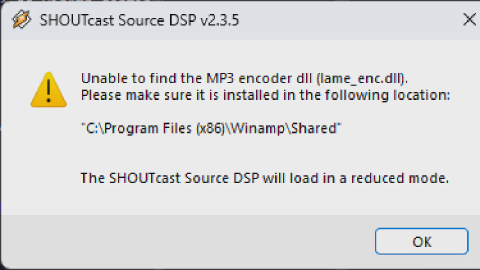 SHOUTcast Source DSP v2.3.5
Unable to find the MP3 encoder dll (lame_enc.dll).
Please make sure it is installed in the following location:
"C:\Program Files (x86)\Winamp\Shared"
The SHOUTcast Source DSP will load in a reduced mode.
OK